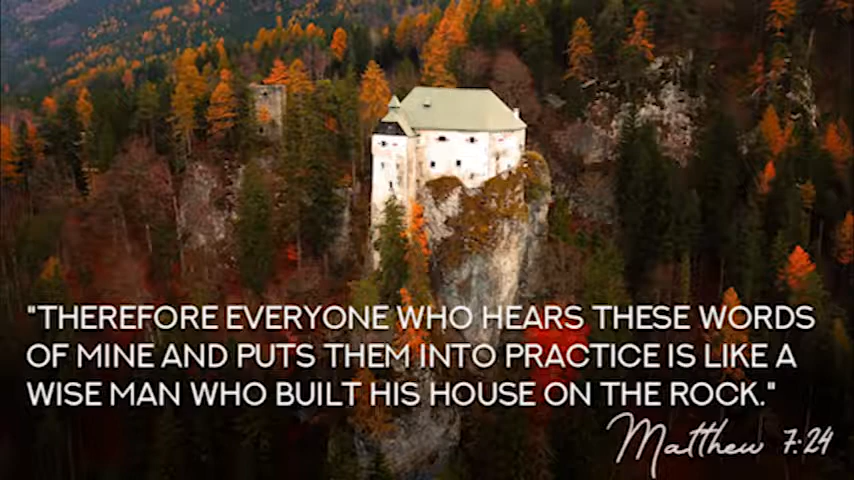 "THEREFORE EVERYONE WHO HEARS THESE WORDS
OF MINE AND PUTS THEM INTO PRACTICE IS LIKE A
WISE MAN WHO BUILT HIS HOUSE ON THE ROCK."
Matthew 7:24